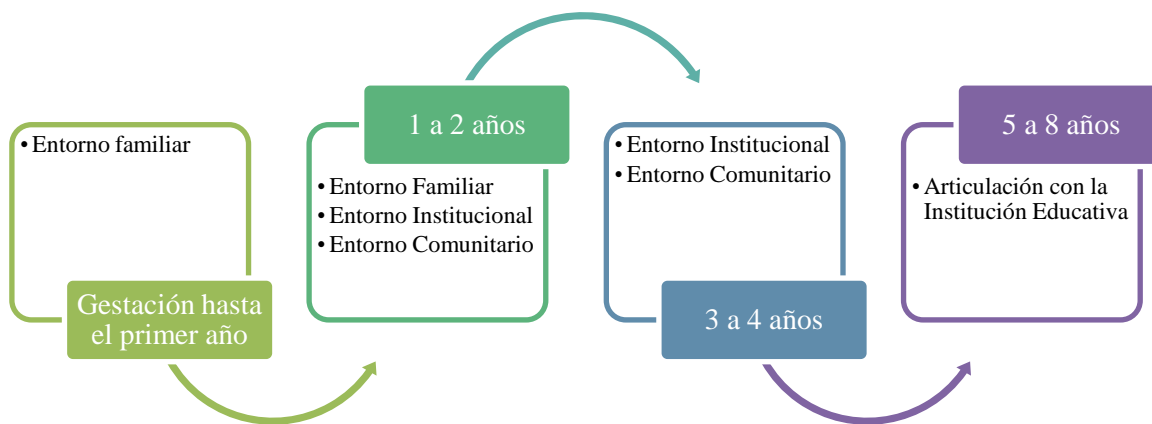 • Entorno familiar
Gestación hasta
el primer año
1 a 2 años
• Entorno Familiar
• Entorno Institucional
• Entorno Comunitario
• Entorno Institucional
• Entorno Comunitario
3 a 4 años
5 a 8 años
• Articulación con la
Institución Educativa